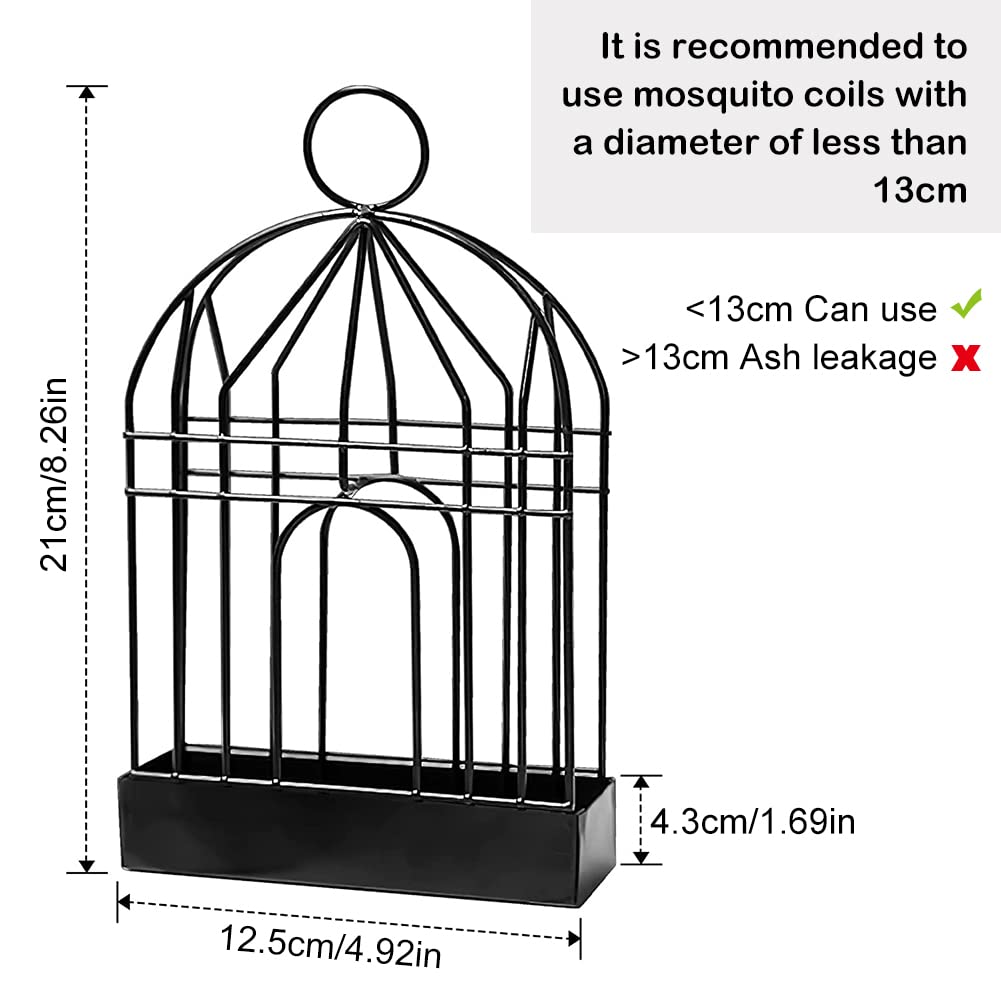 It is recommended to
use mosquito coils with
a diameter of less than
13cm
<13cm Can use
>13cm Ash leakage
21cm/8.26in
4.3cm/1.69in
12.5cm/4.92in